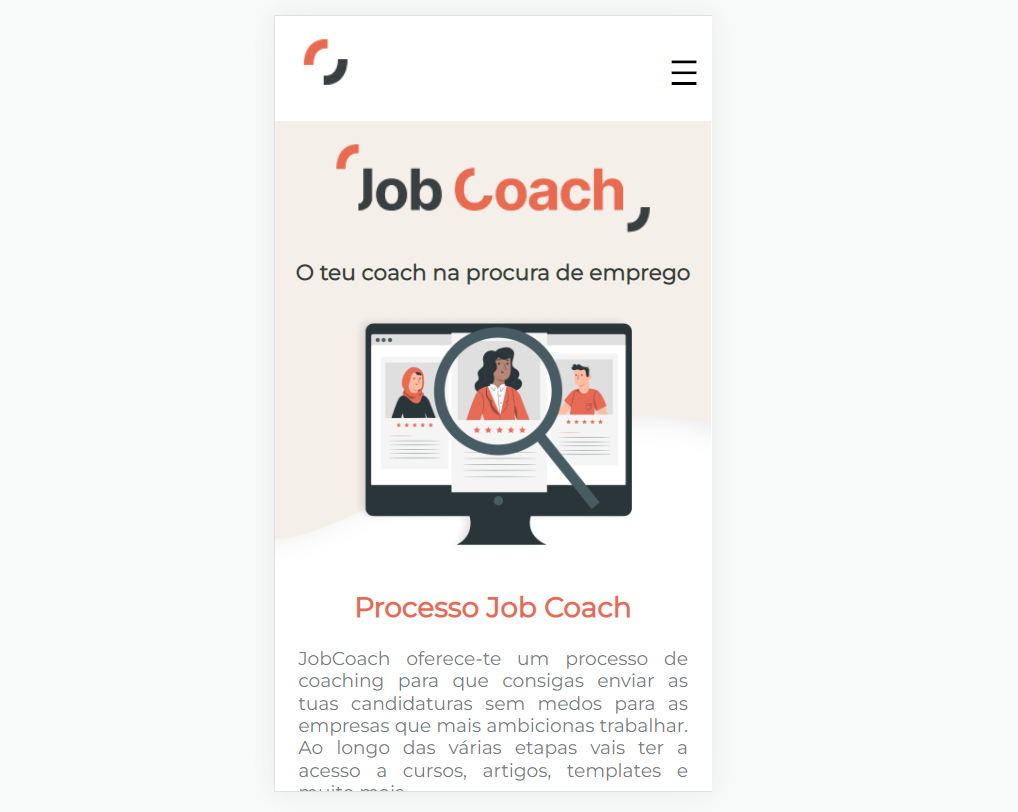 Job Coach
O teu coach na procura de emprego
Processo Job Coach
JobCoach oferece-te um processo de
coaching para que consigas enviar as
tuas candidaturas sem medos para as
empresas que mais ambicionas trabalhar.
Ao longo das várias etapas vais ter a
acesso a cursos, artigos, templates e
muito mais.